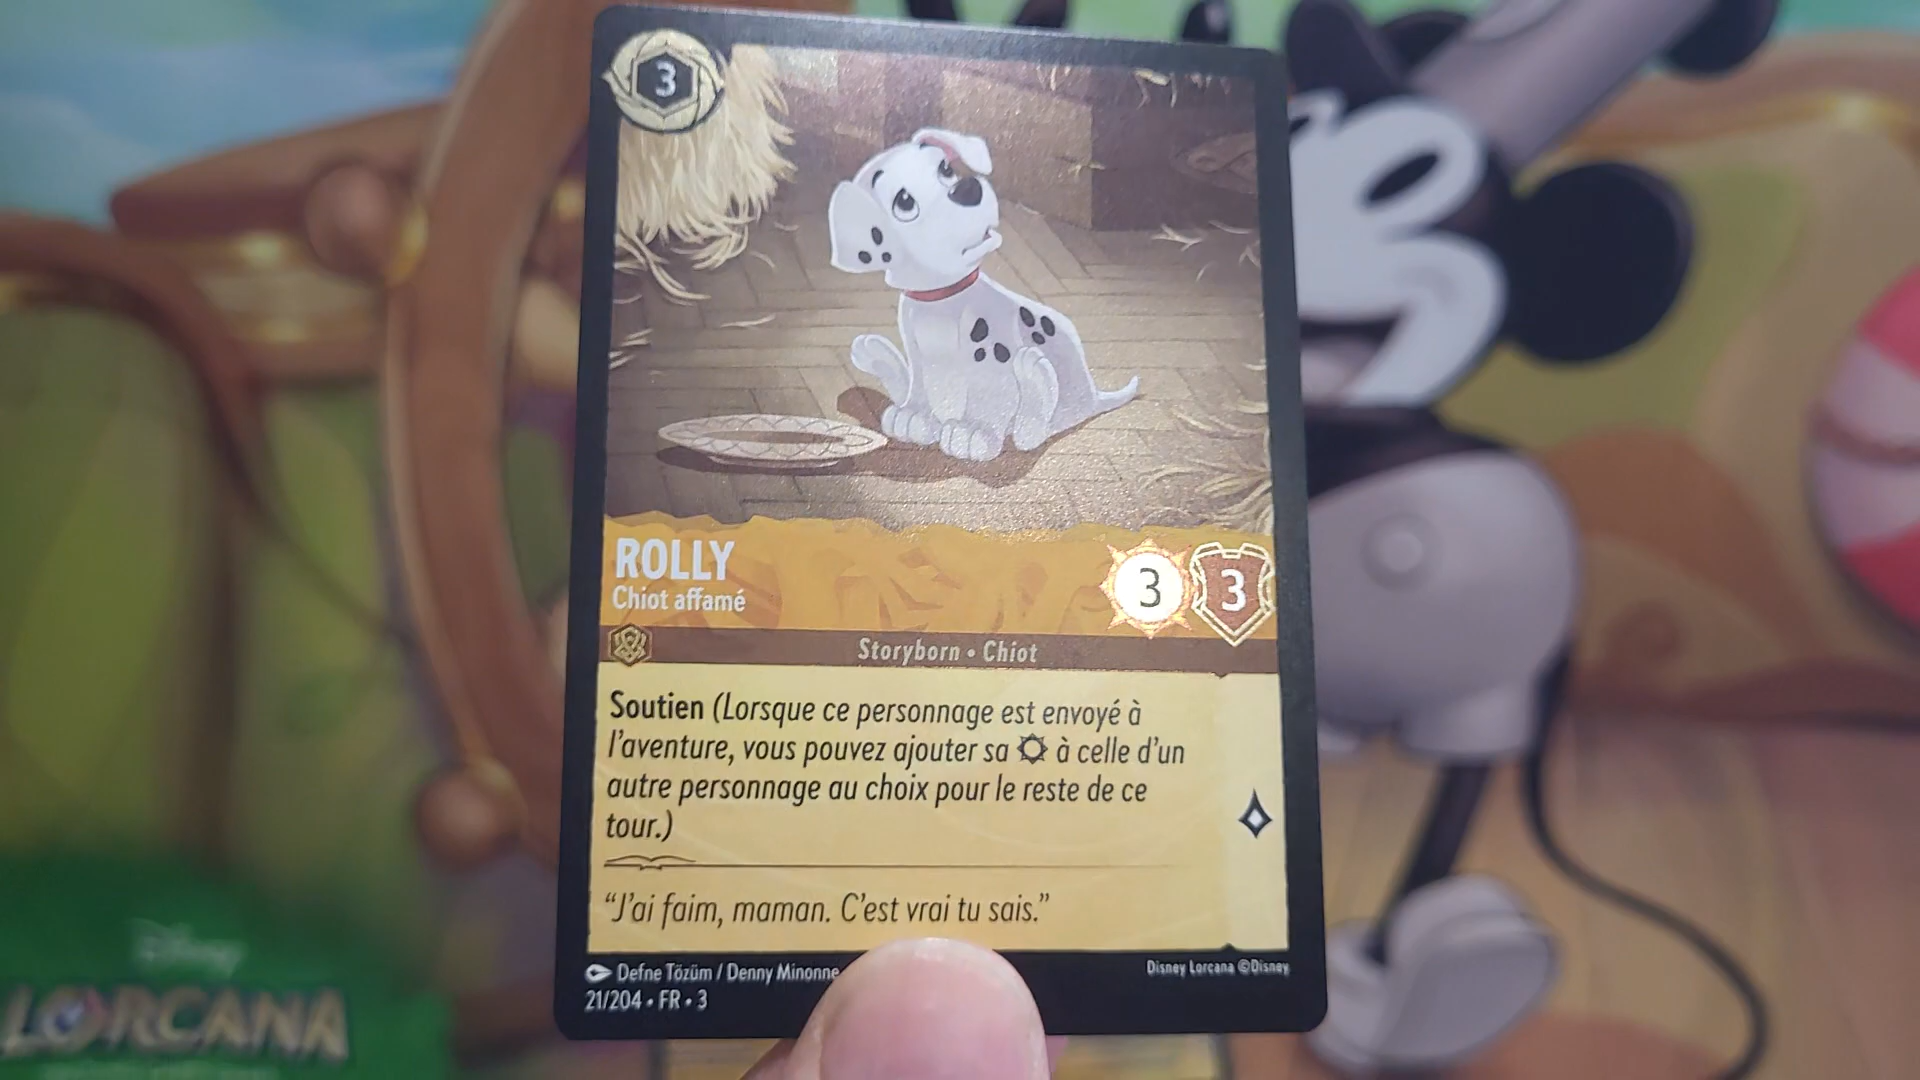 3
ROLLY
Chiot affamé
3 3
Storyborn • Chiot
Soutien (Lorsque ce personnage est envoyé à
l'aventure, vous pouvez ajouter sa à celle d'un
autre personnage au choix pour le reste de ce
tour.)
“J'ai faim, maman. C'est vrai tu sais.”
Defne Tözüm / Denny Minonne
21/204 • FR • 3
Disney Lorcana ©Disney
Disney
LORCANA